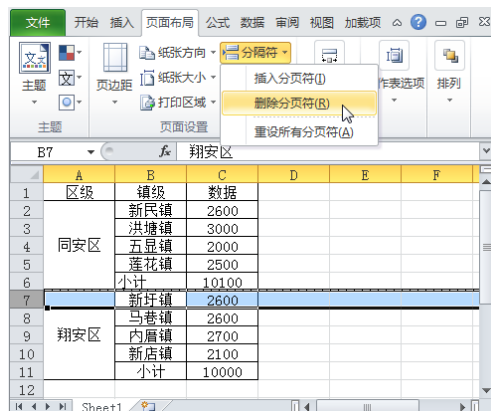 文件 开始 插入 页面布局 公式 数据 审阅 视图 加载项
主题 文 页边距 纸张方向 纸张大小 打印区域 分隔符 作表选项 排列
插入分页符(I)
删除分页符(R)
重设所有分页符(A)
主题 页面设置
B7 fx 翔安区
A B C D E F
1 区级 镇级 数据
2 新民镇 2600
3 洪塘镇 3000
4 同安区 五显镇 2000
5 莲花镇 2500
6 小计 10100
7 新圩镇 2600
8 马巷镇 2600
9 翔安区 内厝镇 2700
10 新店镇 2100
11 小计 10000
12
Sheet1